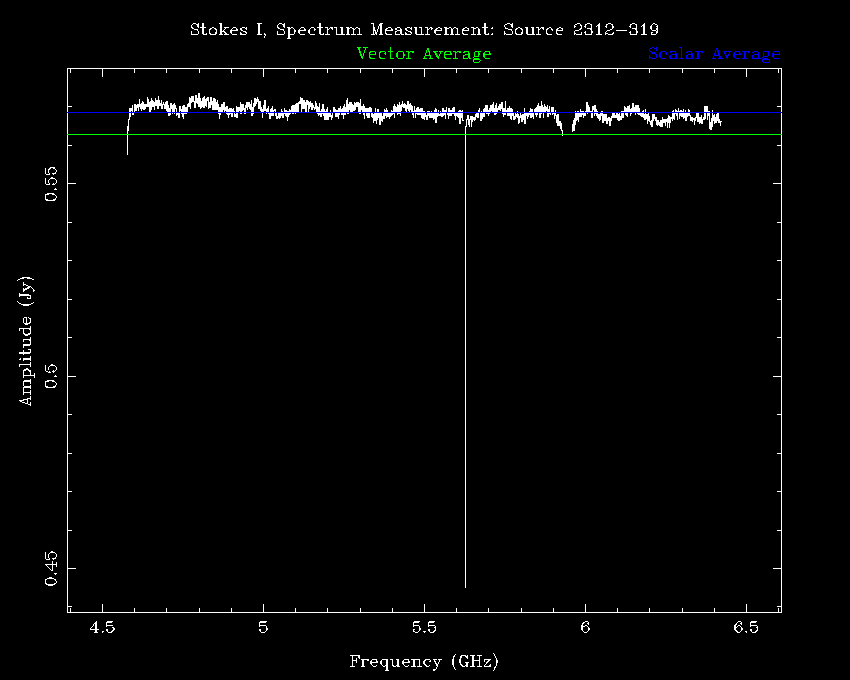 Stokes I, Spectrum Measurement: Source 2312−319
Vector Average Scalar Average
0.55
0.5
0.45
Amplitude (Jy)
4.5 5 5.5 6 6.5
Frequency (GHz)